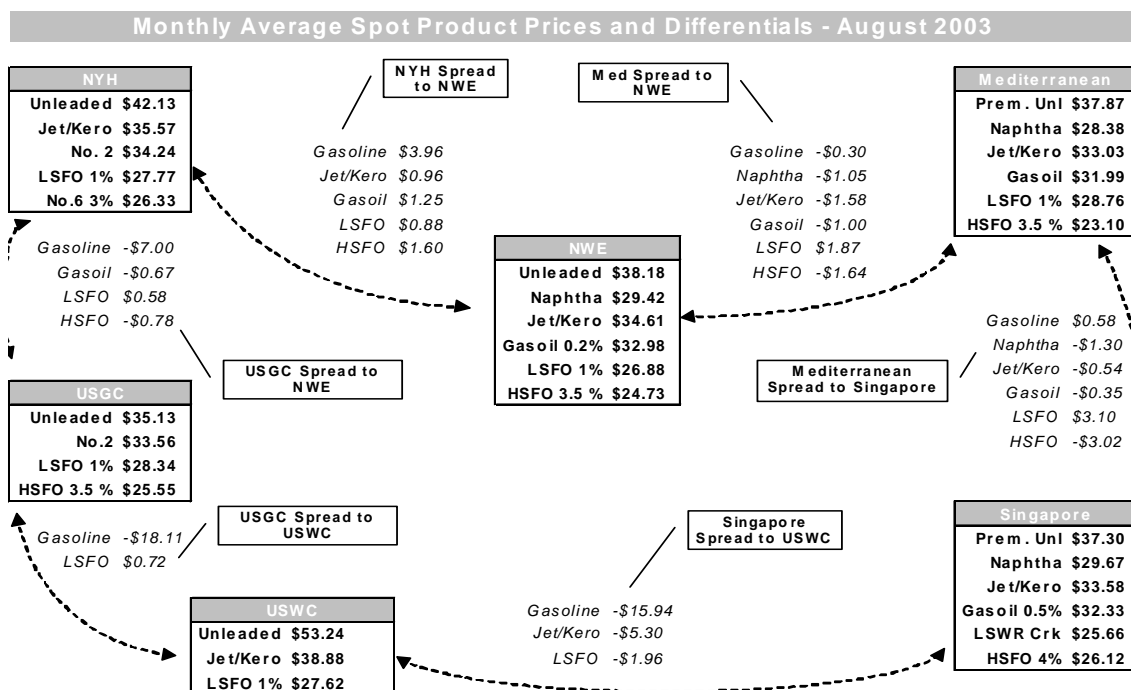 Monthly Average Spot Product Prices and Differentials - August 2003
NYH
Unleaded $42.13
Jet/Kero $35.57
No. 2 $34.24
LSFO 1% $27.77
No.6 3% $26.33
NYH Spread
to NWE
Gasoline $3.96
Jet/Kero $0.96
Gasoil $1.25
LSFO $0.88
HSFO $1.60
Med Spread to
NWE
Gasoline -$0.30
Naphtha -$1.05
Jet/Kero -$1.58
Gasoil -$1.00
LSFO $1.87
HSFO -$1.64
Mediterranean
Prem. Unl $37.87
Naphtha $28.38
Jet/Kero $33.03
Gasoil $31.99
LSFO 1% $28.76
HSFO 3.5 % $23.10
Gasoline -$7.00
Gasoil -$0.67
LSFO $0.58
HSFO -$0.78
USGC Spread to
NWE
NWE
Unleaded $38.18
Naphtha $29.42
Jet/Kero $34.61
Gasoil 0.2% $32.98
LSFO 1% $26.88
HSFO 3.5 % $24.73
Mediterranean
Spread to Singapore
Gasoline $0.58
Naphtha -$1.30
Jet/Kero -$0.54
Gasoil -$0.35
LSFO $3.10
HSFO -$3.02
USGC
Unleaded $35.13
No.2 $33.56
LSFO 1% $28.34
HSFO 3.5 % $25.55
Gasoline -$18.11
LSFO $0.72
USGC Spread to
USWC
Singapore
Spread to USWC
Gasoline -$15.94
Jet/Kero -$5.30
LSFO -$1.96
Singapore
Prem. Unl $37.30
Naphtha $29.67
Jet/Kero $33.58
Gasoil 0.5% $32.33
LSWR Crk $25.66
HSFO 4% $26.12
USWC
Unleaded $53.24
Jet/Kero $38.88
LSFO 1% $27.62